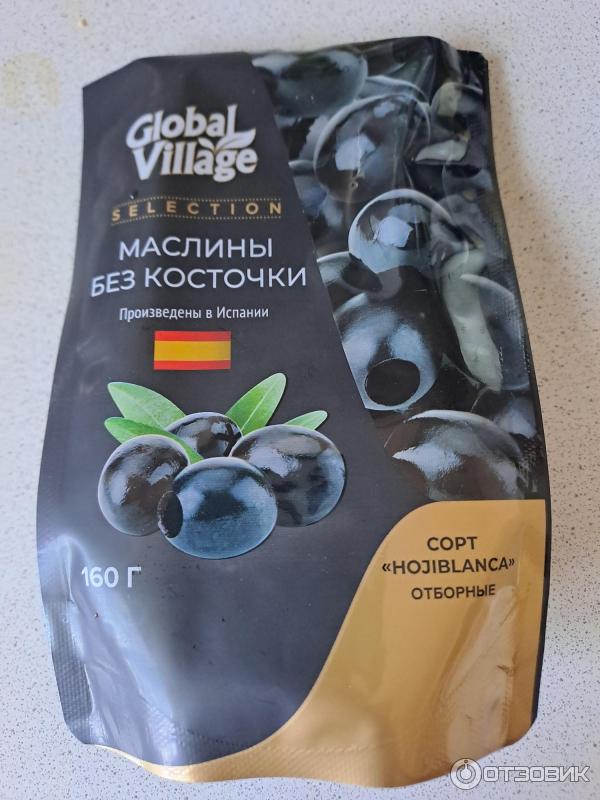 Global
Village
SELECTION
МАСЛИНЫ
БЕЗ КОСТОЧКИ
Произведены в Испании
160 Г
СОРТ
«HOJIBLANCA»
ОТБОРНЫЕ
ОТЗОВИК